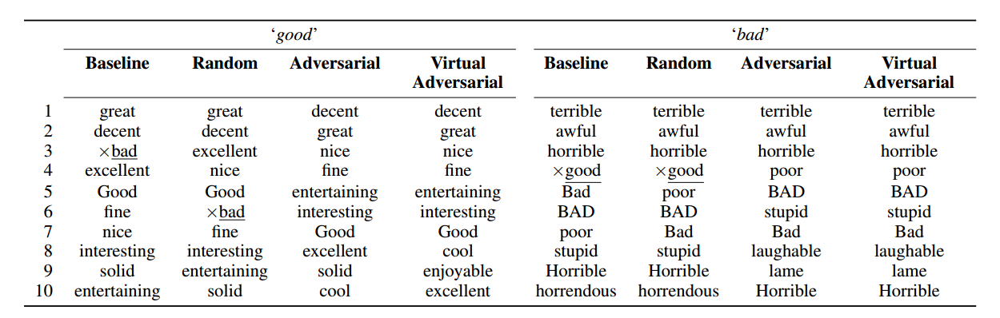 ‘good’ ‘bad’
Baseline Random Adversarial Virtual Adversarial Baseline Random Adversarial Virtual Adversarial
1 great great decent decent terrible terrible terrible terrible
2 decent decent great great awful awful awful awful
3 ×bad excellent nice nice horrible horrible horrible horrible
4 excellent nice fine fine ×good ×good poor poor
5 Good Good entertaining entertaining Bad poor BAD BAD
6 fine ×bad interesting interesting BAD BAD stupid stupid
7 nice fine Good Good poor Bad Bad Bad
8 interesting interesting excellent cool stupid stupid laughable laughable
9 solid entertaining solid enjoyable Horrible Horrible lame lame
10 entertaining solid cool excellent horrendous horrendous Horrible Horrible